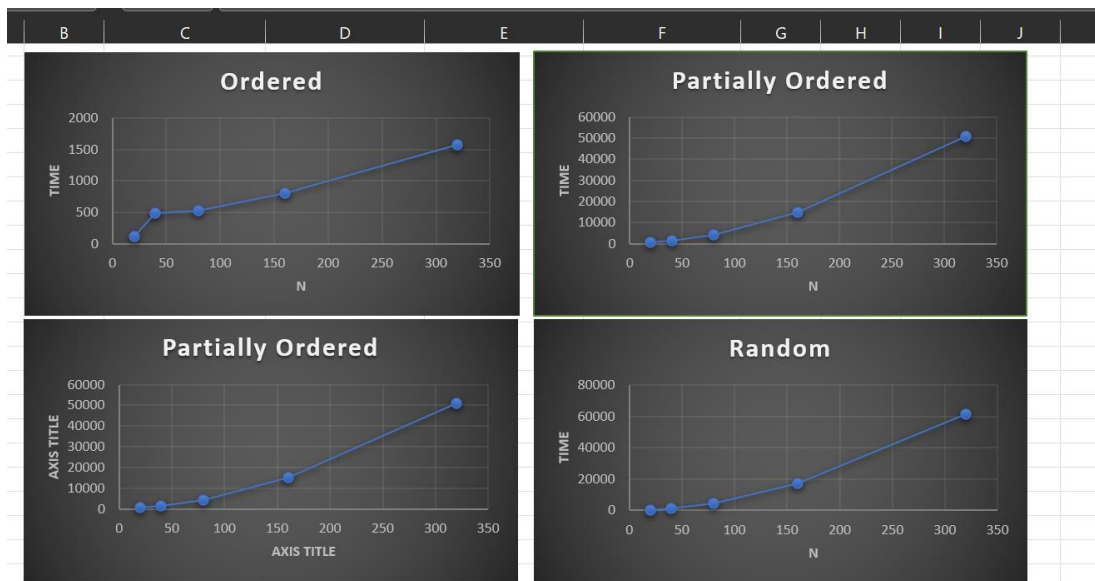 B C D E F G H I J
Ordered
2000
1500
1000
500
0
TIME
0 50 100 150 200 250 300 350
N
Partially Ordered
60000
50000
40000
30000
20000
10000
0
TIME
0 50 100 150 200 250 300 350
N
Partially Ordered
60000
50000
40000
30000
20000
10000
0
AXIS TITLE
0 50 100 150 200 250 300 350
AXIS TITLE
Random
80000
60000
40000
20000
0
TIME
0 50 100 150 200 250 300 350
N